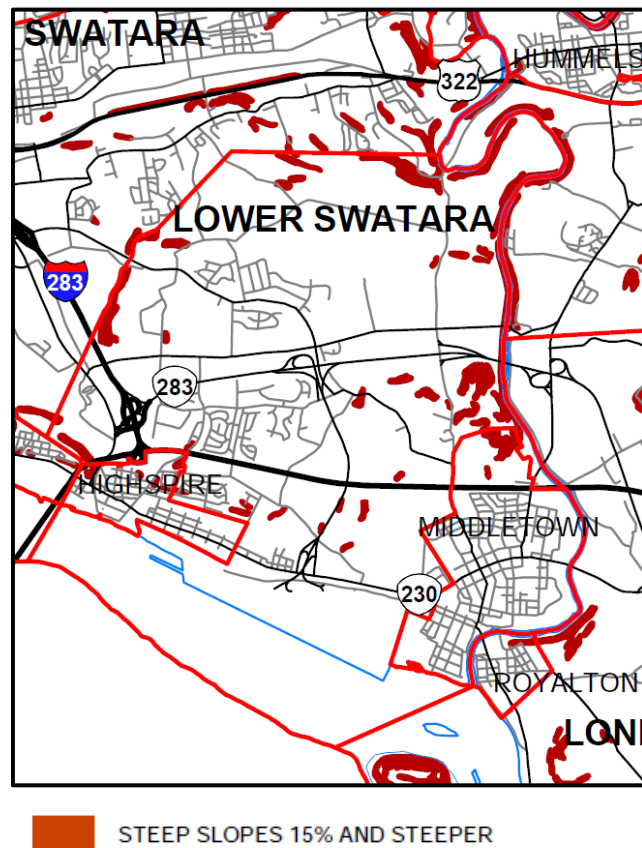 SWATARA
HUMMELS
322
LOWER SWATARA
283
283
HIGHSPIRE
MIDDLETOWN
230
ROYALTON
LON
STEEP SLOPES 15% AND STEEPER